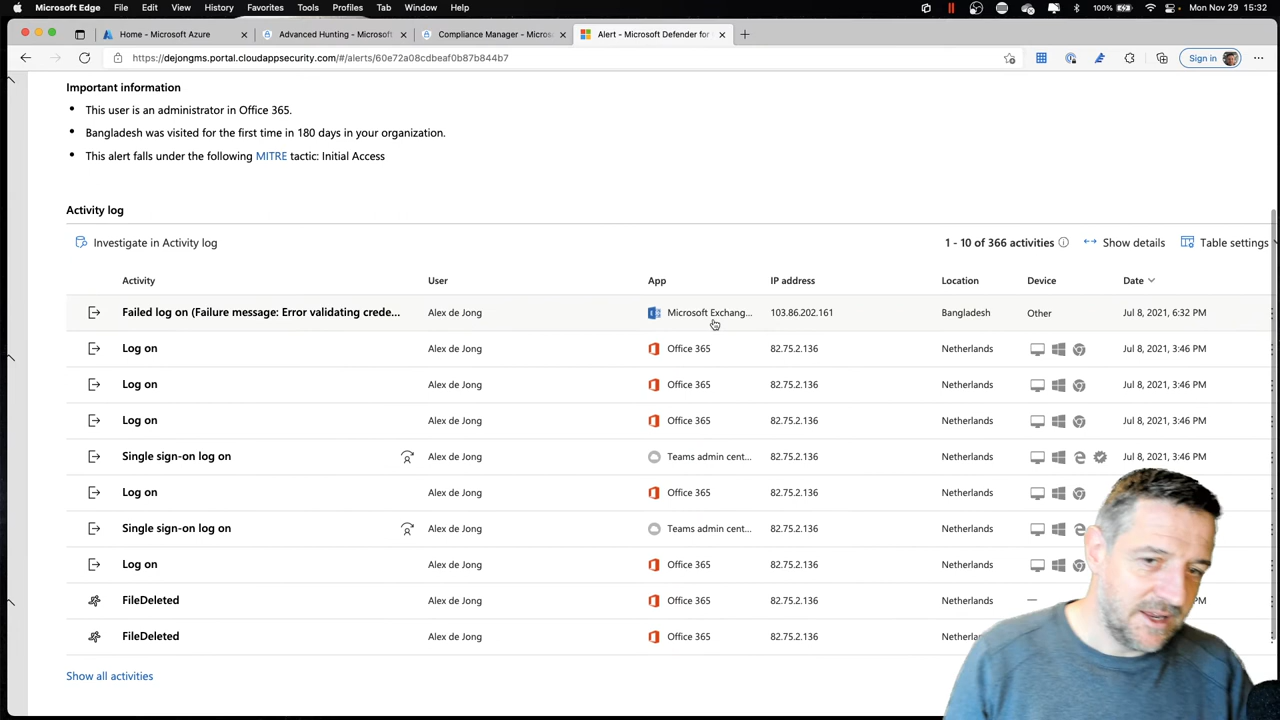 Microsoft Edge File Edit View History Favorites Tools Profiles Tab Window Help 100% Mon Nov 29 15:32
Home - Microsoft Azure Advanced Hunting - Microsoft Compliance Manager - Micros Alert - Microsoft Defender for
https://dejongms.portal.cloudappsecurity.com/#/alerts/60e72a08cdbeaf0b87b844b7 Sign in
Important information
• This user is an administrator in Office 365.
• Bangladesh was visited for the first time in 180 days in your organization.
• This alert falls under the following MITRE tactic: Initial Access
Activity log
Investigate in Activity log 1 - 10 of 366 activities Show details Table settings
Activity User App IP address Location Device Date
Failed log on (Failure message: Error validating crede... Alex de Jong Microsoft Exchang... 103.86.202.161 Bangladesh Other Jul 8, 2021, 6:32 PM
Log on Alex de Jong Office 365 82.75.2.136 Netherlands Jul 8, 2021, 3:46 PM
Log on Alex de Jong Office 365 82.75.2.136 Netherlands Jul 8, 2021, 3:46 PM
Log on Alex de Jong Office 365 82.75.2.136 Netherlands Jul 8, 2021, 3:46 PM
Single sign-on log on Alex de Jong Teams admin cent... 82.75.2.136 Netherlands Jul 8, 2021, 3:46 PM
Log on Alex de Jong Office 365 82.75.2.136 Netherlands
Single sign-on log on Alex de Jong Teams admin cent... 82.75.2.136 Netherlands
Log on Alex de Jong Office 365 82.75.2.136 Netherlands
FileDeleted Alex de Jong Office 365 82.75.2.136 Netherlands — PM
FileDeleted Alex de Jong Office 365 82.75.2.136 Netherlan
Show all activities